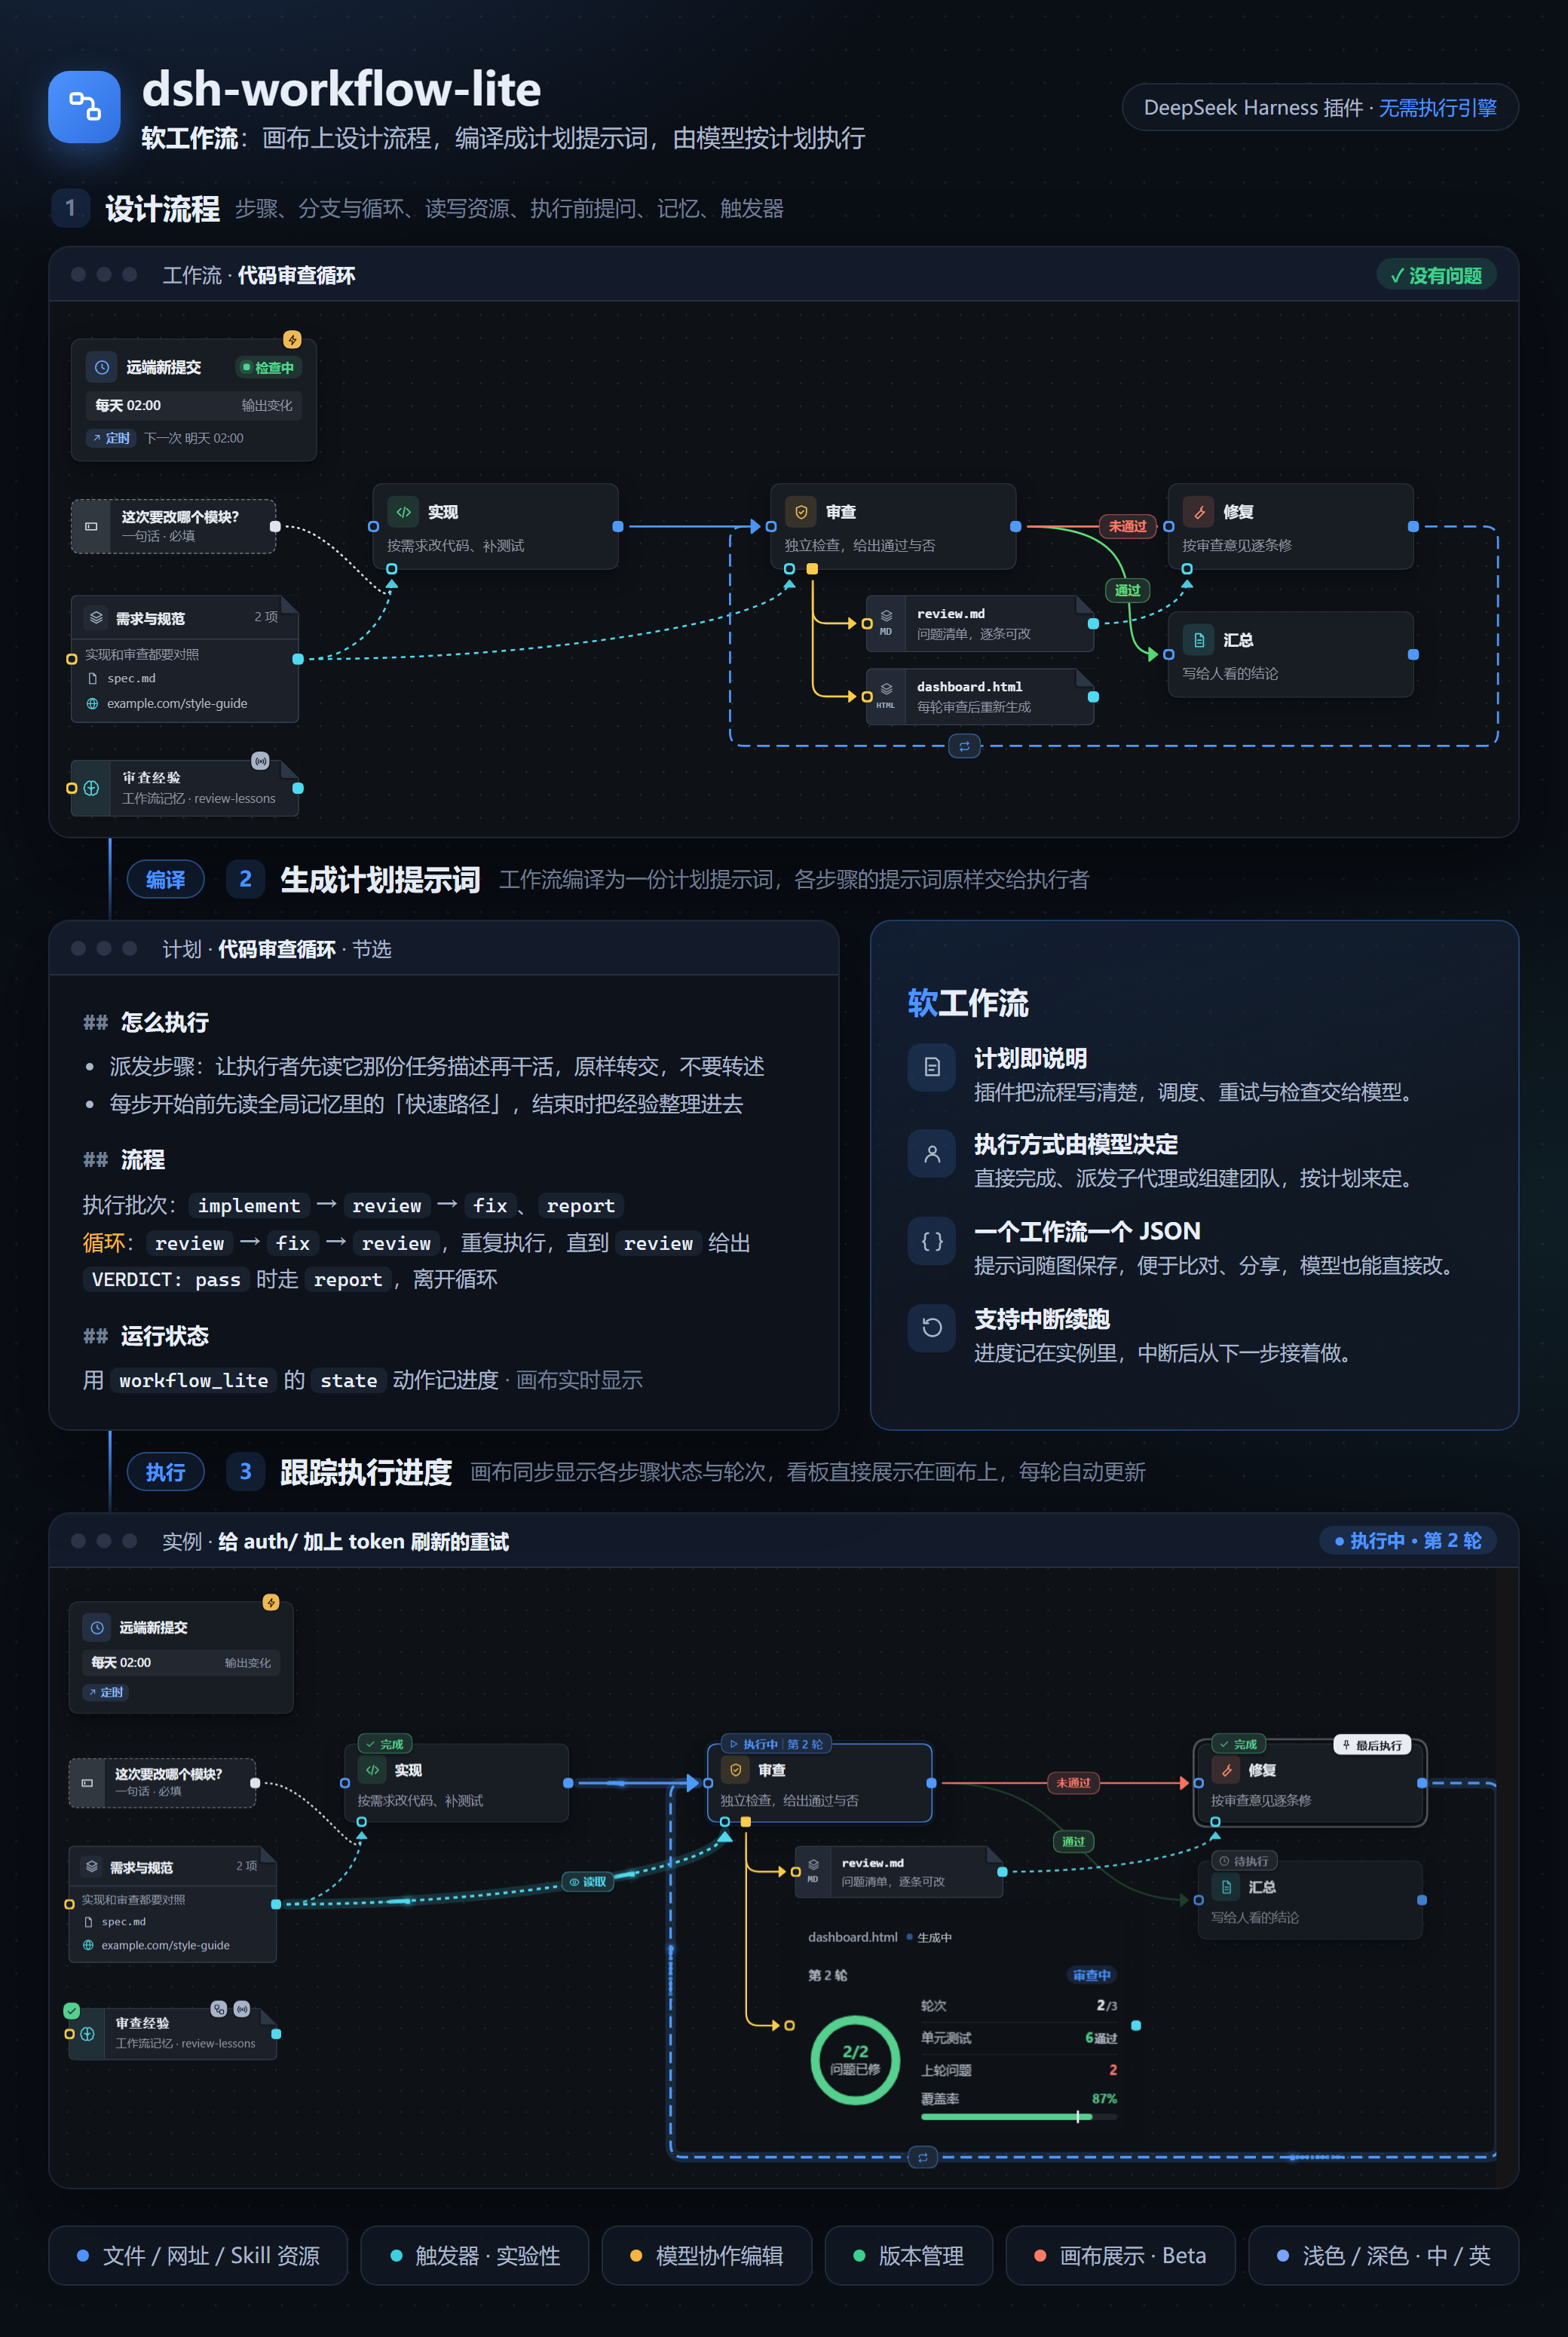 dsh-workflow-lite
软工作流：画布上设计流程，编译成计划提示词，由模型按计划执行
DeepSeek Harness 插件 · 无需执行引擎
1 设计流程 步骤、分支与循环、读写资源、执行前提问、记忆、触发器
工作流 · 代码审查循环
✓ 没有问题
远端新提交 检查中
每天 02:00 输出变化
定时 下一次 明天 02:00
这次要改哪个模块?
一句话 · 必填
实现
按需求改代码、补测试
审查
独立检查，给出通过与否
未通过
通过
修复
按审查意见逐条修
需求与规范 2 项
实现和审查都要对照
spec.md
example.com/style-guide
MD
review.md
问题清单，逐条可改
HTML
dashboard.html
每轮审查后重新生成
汇总
写给人看的结论
审查经验
工作流记忆 · review-lessons
编译 2 生成计划提示词 工作流编译为一份计划提示词，各步骤的提示词原样交给执行者
计划 · 代码审查循环 · 节选
## 怎么执行
• 派发步骤：让执行者先读它那份任务描述再干活，原样转交，不要转述
• 每步开始前先读全局记忆里的「快速路径」，结束时把经验整理进去
## 流程
执行批次：implement → review → fix、report
循环：review → fix → review，重复执行，直到 review 给出
VERDICT: pass 时走 report，离开循环
## 运行状态
用 workflow_lite 的 state 动作记进度 · 画布实时显示
软工作流
计划即说明
插件把流程写清楚，调度、重试与检查交给模型。
执行方式由模型决定
直接完成、派发子代理或组建团队，按计划来定。
一个工作流一个 JSON
提示词随图保存，便于比对、分享，模型也能直接改。
支持中断续跑
进度记在实例里，中断后从下一步接着做。
执行 3 跟踪执行进度 画布同步显示各步骤状态与轮次，看板直接展示在画布上，每轮自动更新
实例 · 给 auth/ 加上 token 刷新的重试
执行中 • 第 2 轮
远端新提交
每天 02:00 输出变化
定时
这次要改哪个模块?
一句话 · 必填
完成
实现
按需求改代码、补测试
执行中 第 2 轮
审查
独立检查，给出通过与否
未通过
通过
完成
最后执行
修复
按审查意见逐条修
需求与规范 2 项
实现和审查都要对照
spec.md
example.com/style-guide
读取
MD
review.md
问题清单，逐条可改
待执行
汇总
写给人看的结论
dashboard.html 生成中
第 2 轮 审查中
2/2
问题已修
轮次 2/3
单元测试 6通过
上轮问题 2
覆盖率 87%
审查经验
工作流记忆 · review-lessons
文件 / 网址 / Skill 资源
触发器 · 实验性
模型协作编辑
版本管理
画布展示 · Beta
浅色 / 深色 · 中 / 英